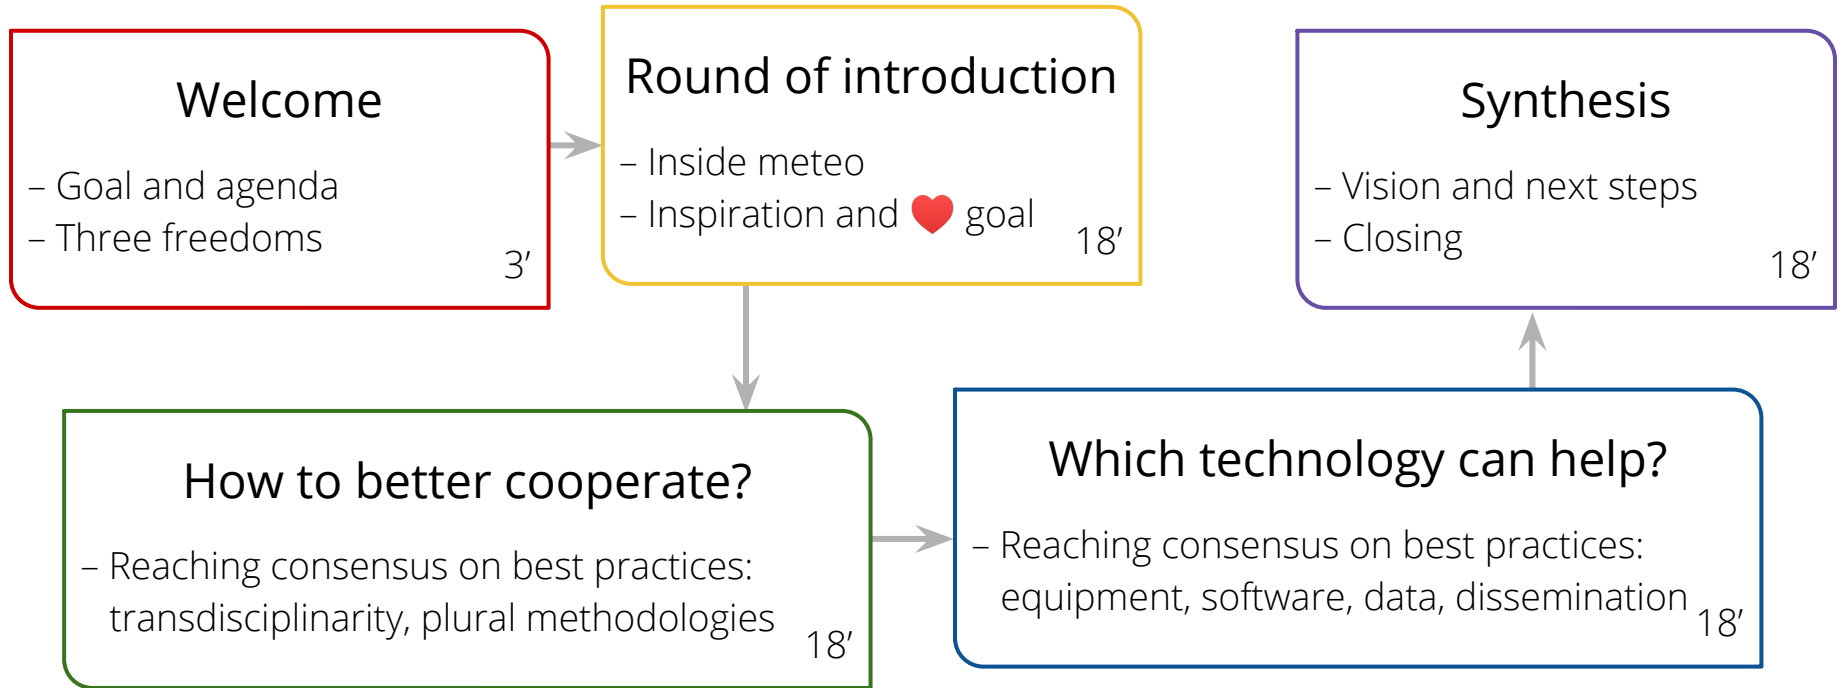 Welcome
– Goal and agenda
– Three freedoms
3’
Round of introduction
– Inside meteo
– Inspiration and ❤️ goal
18’
How to better cooperate?
– Reaching consensus on best practices:
transdisciplinarity, plural methodologies
18’
Which technology can help?
– Reaching consensus on best practices:
equipment, software, data, dissemination
18’
Synthesis
– Vision and next steps
– Closing
18’